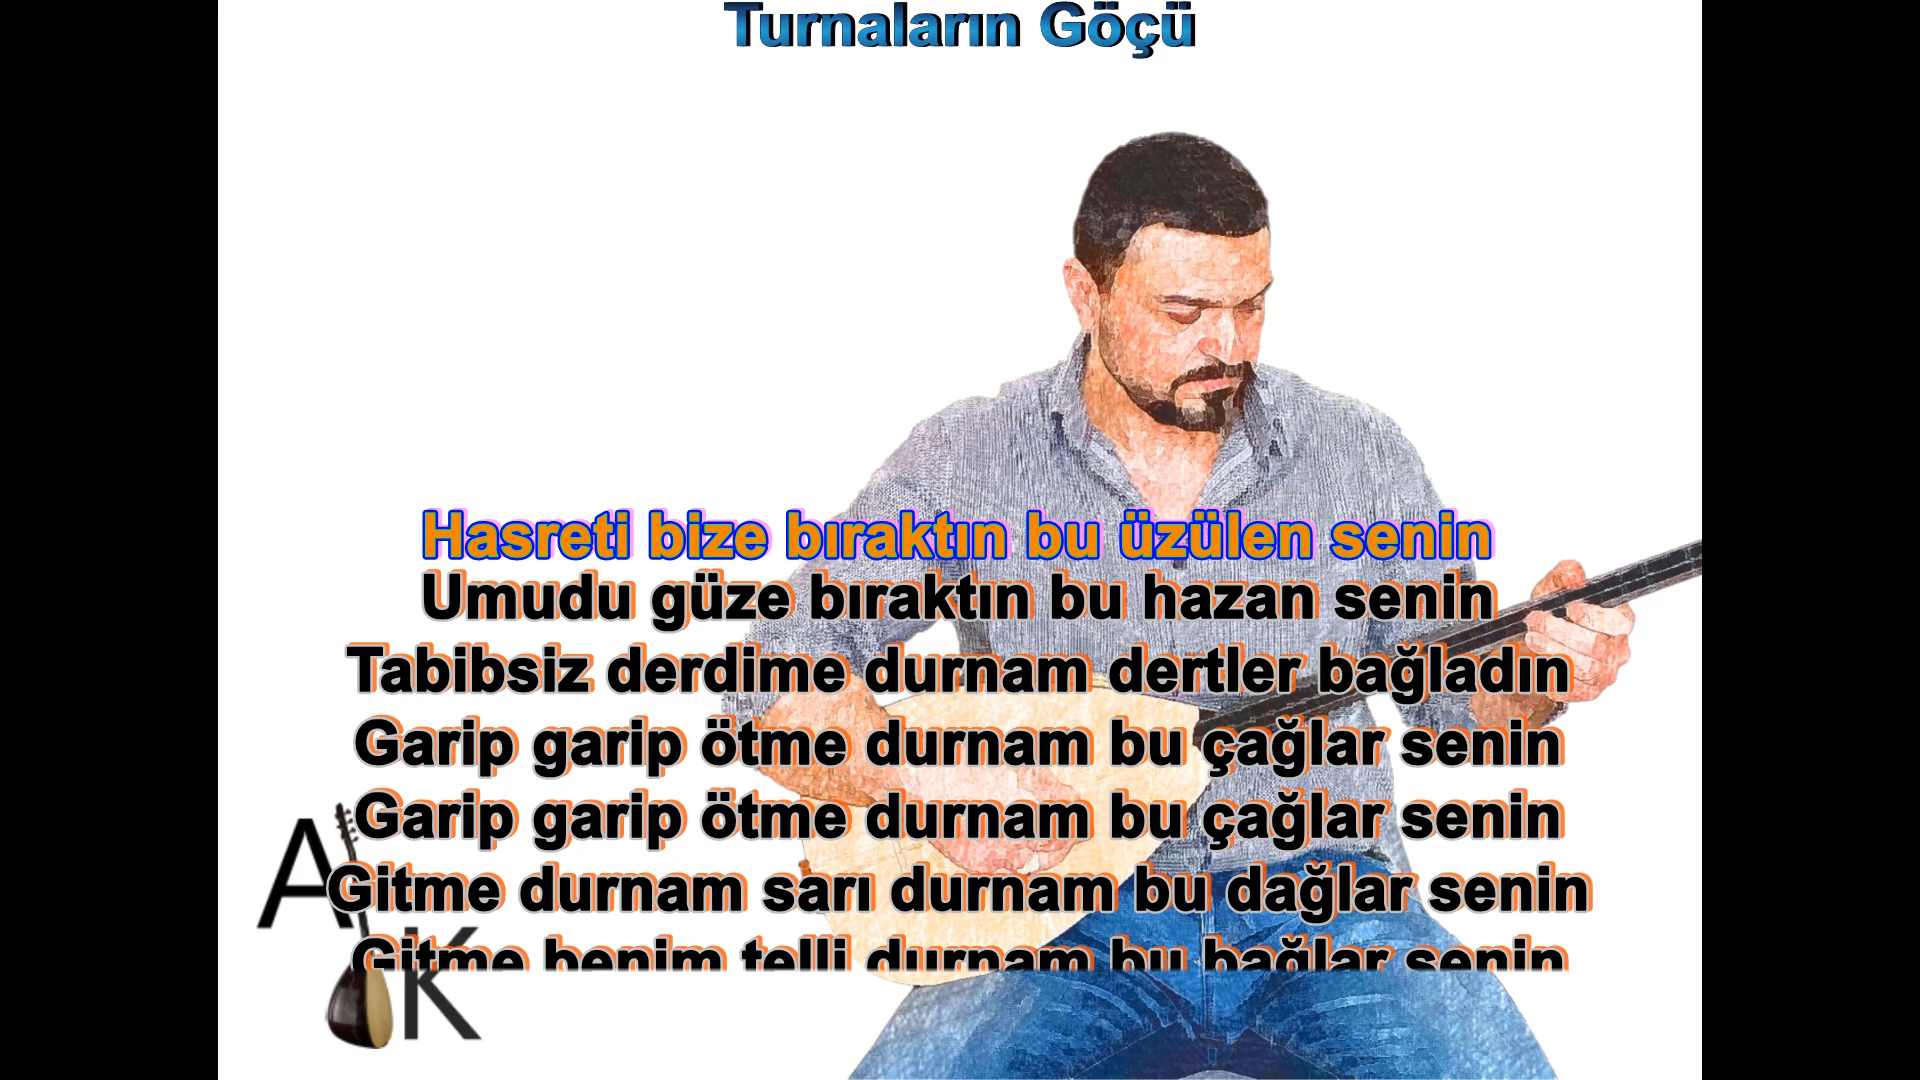 Turnaların Göçü
Hasreti bize bıraktın bu üzülen senin
Umudu güze bıraktın bu hazan senin
Tabibsiz derdime durnam dertler bağladın
Garip garip ötme durnam bu çağlar senin
Garip garip ötme durnam bu çağlar senin
Gitme durnam sarı durnam bu dağlar senin
Gitme benim telli durnam bu bağlar senin
A
K